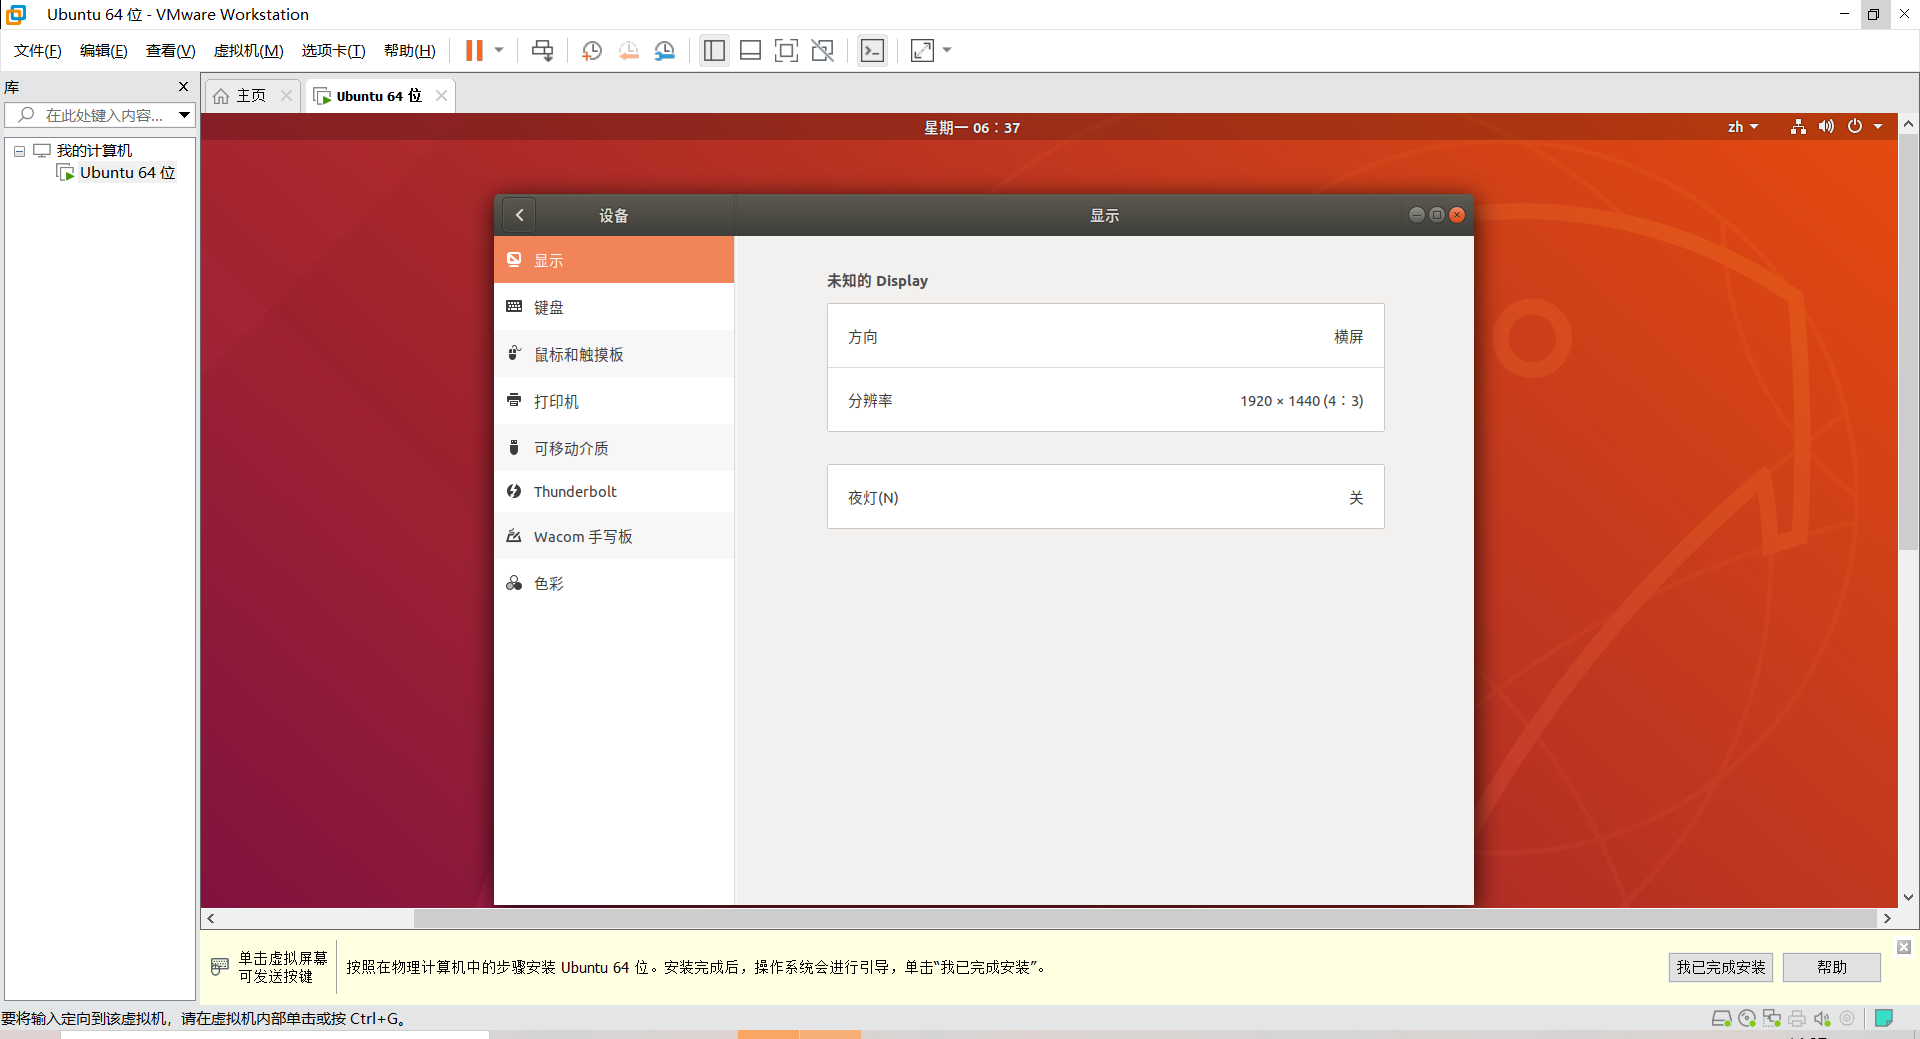 Ubuntu 64 位 - VMware Workstation
文件(F) 编辑(E) 查看(V) 虚拟机(M) 选项卡(T) 帮助(H)
库
主页
Ubuntu 64 位
在此处键入内容...
我的计算机
Ubuntu 64 位
星期一 06：37
zh
设备
显示
显示
键盘
鼠标和触摸板
打印机
可移动介质
Thunderbolt
Wacom 手写板
色彩
未知的 Display
方向 横屏
分辨率 1920 × 1440 (4：3)
夜灯(N) 关
单击虚拟屏幕
可发送按键
按照在物理计算机中的步骤安装 Ubuntu 64 位。安装完成后，操作系统会进行引导，单击“我已完成安装”。
我已完成安装
帮助
要将输入定向到该虚拟机，请在虚拟机内部单击或按 Ctrl+G。